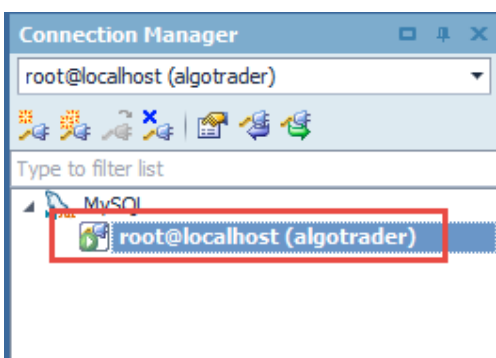 Connection Manager
root@localhost (algotrader)
Type to filter list
MySQL
root@localhost (algotrader)